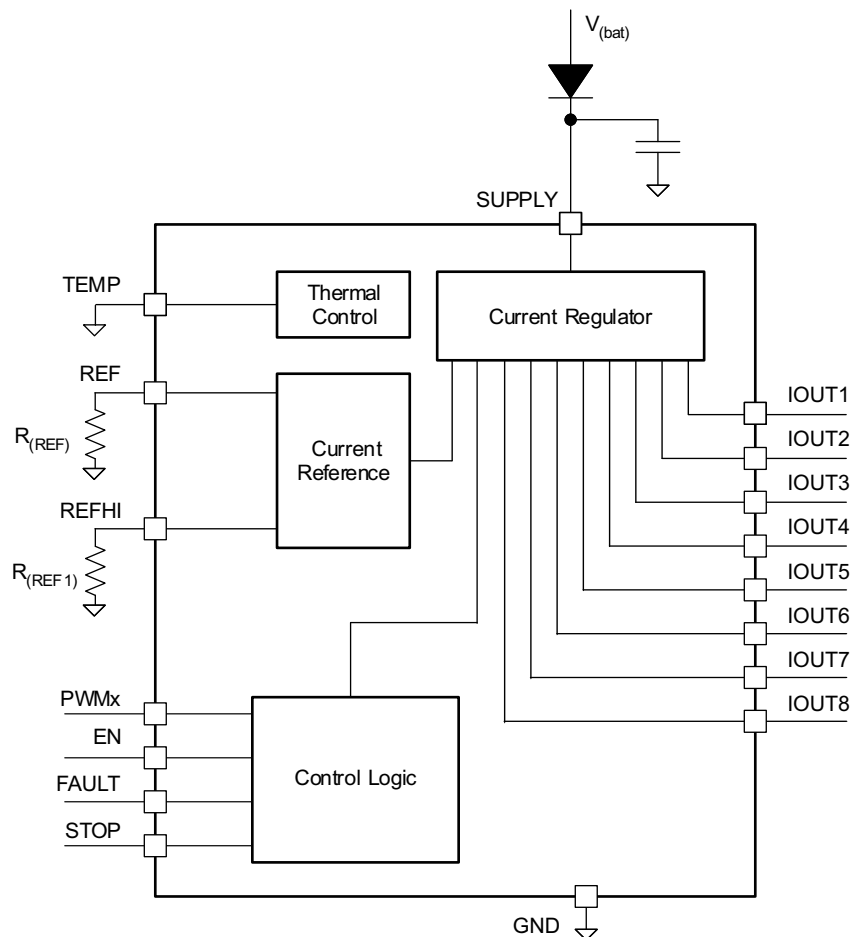 V(bat)
SUPPLY
TEMP
Thermal
Control
Current Regulator
REF
R(REF)
Current
Reference
REFHI
R(REF1)
IOUT1
IOUT2
IOUT3
IOUT4
IOUT5
IOUT6
IOUT7
IOUT8
PWMx
EN
FAULT
STOP
Control Logic
GND